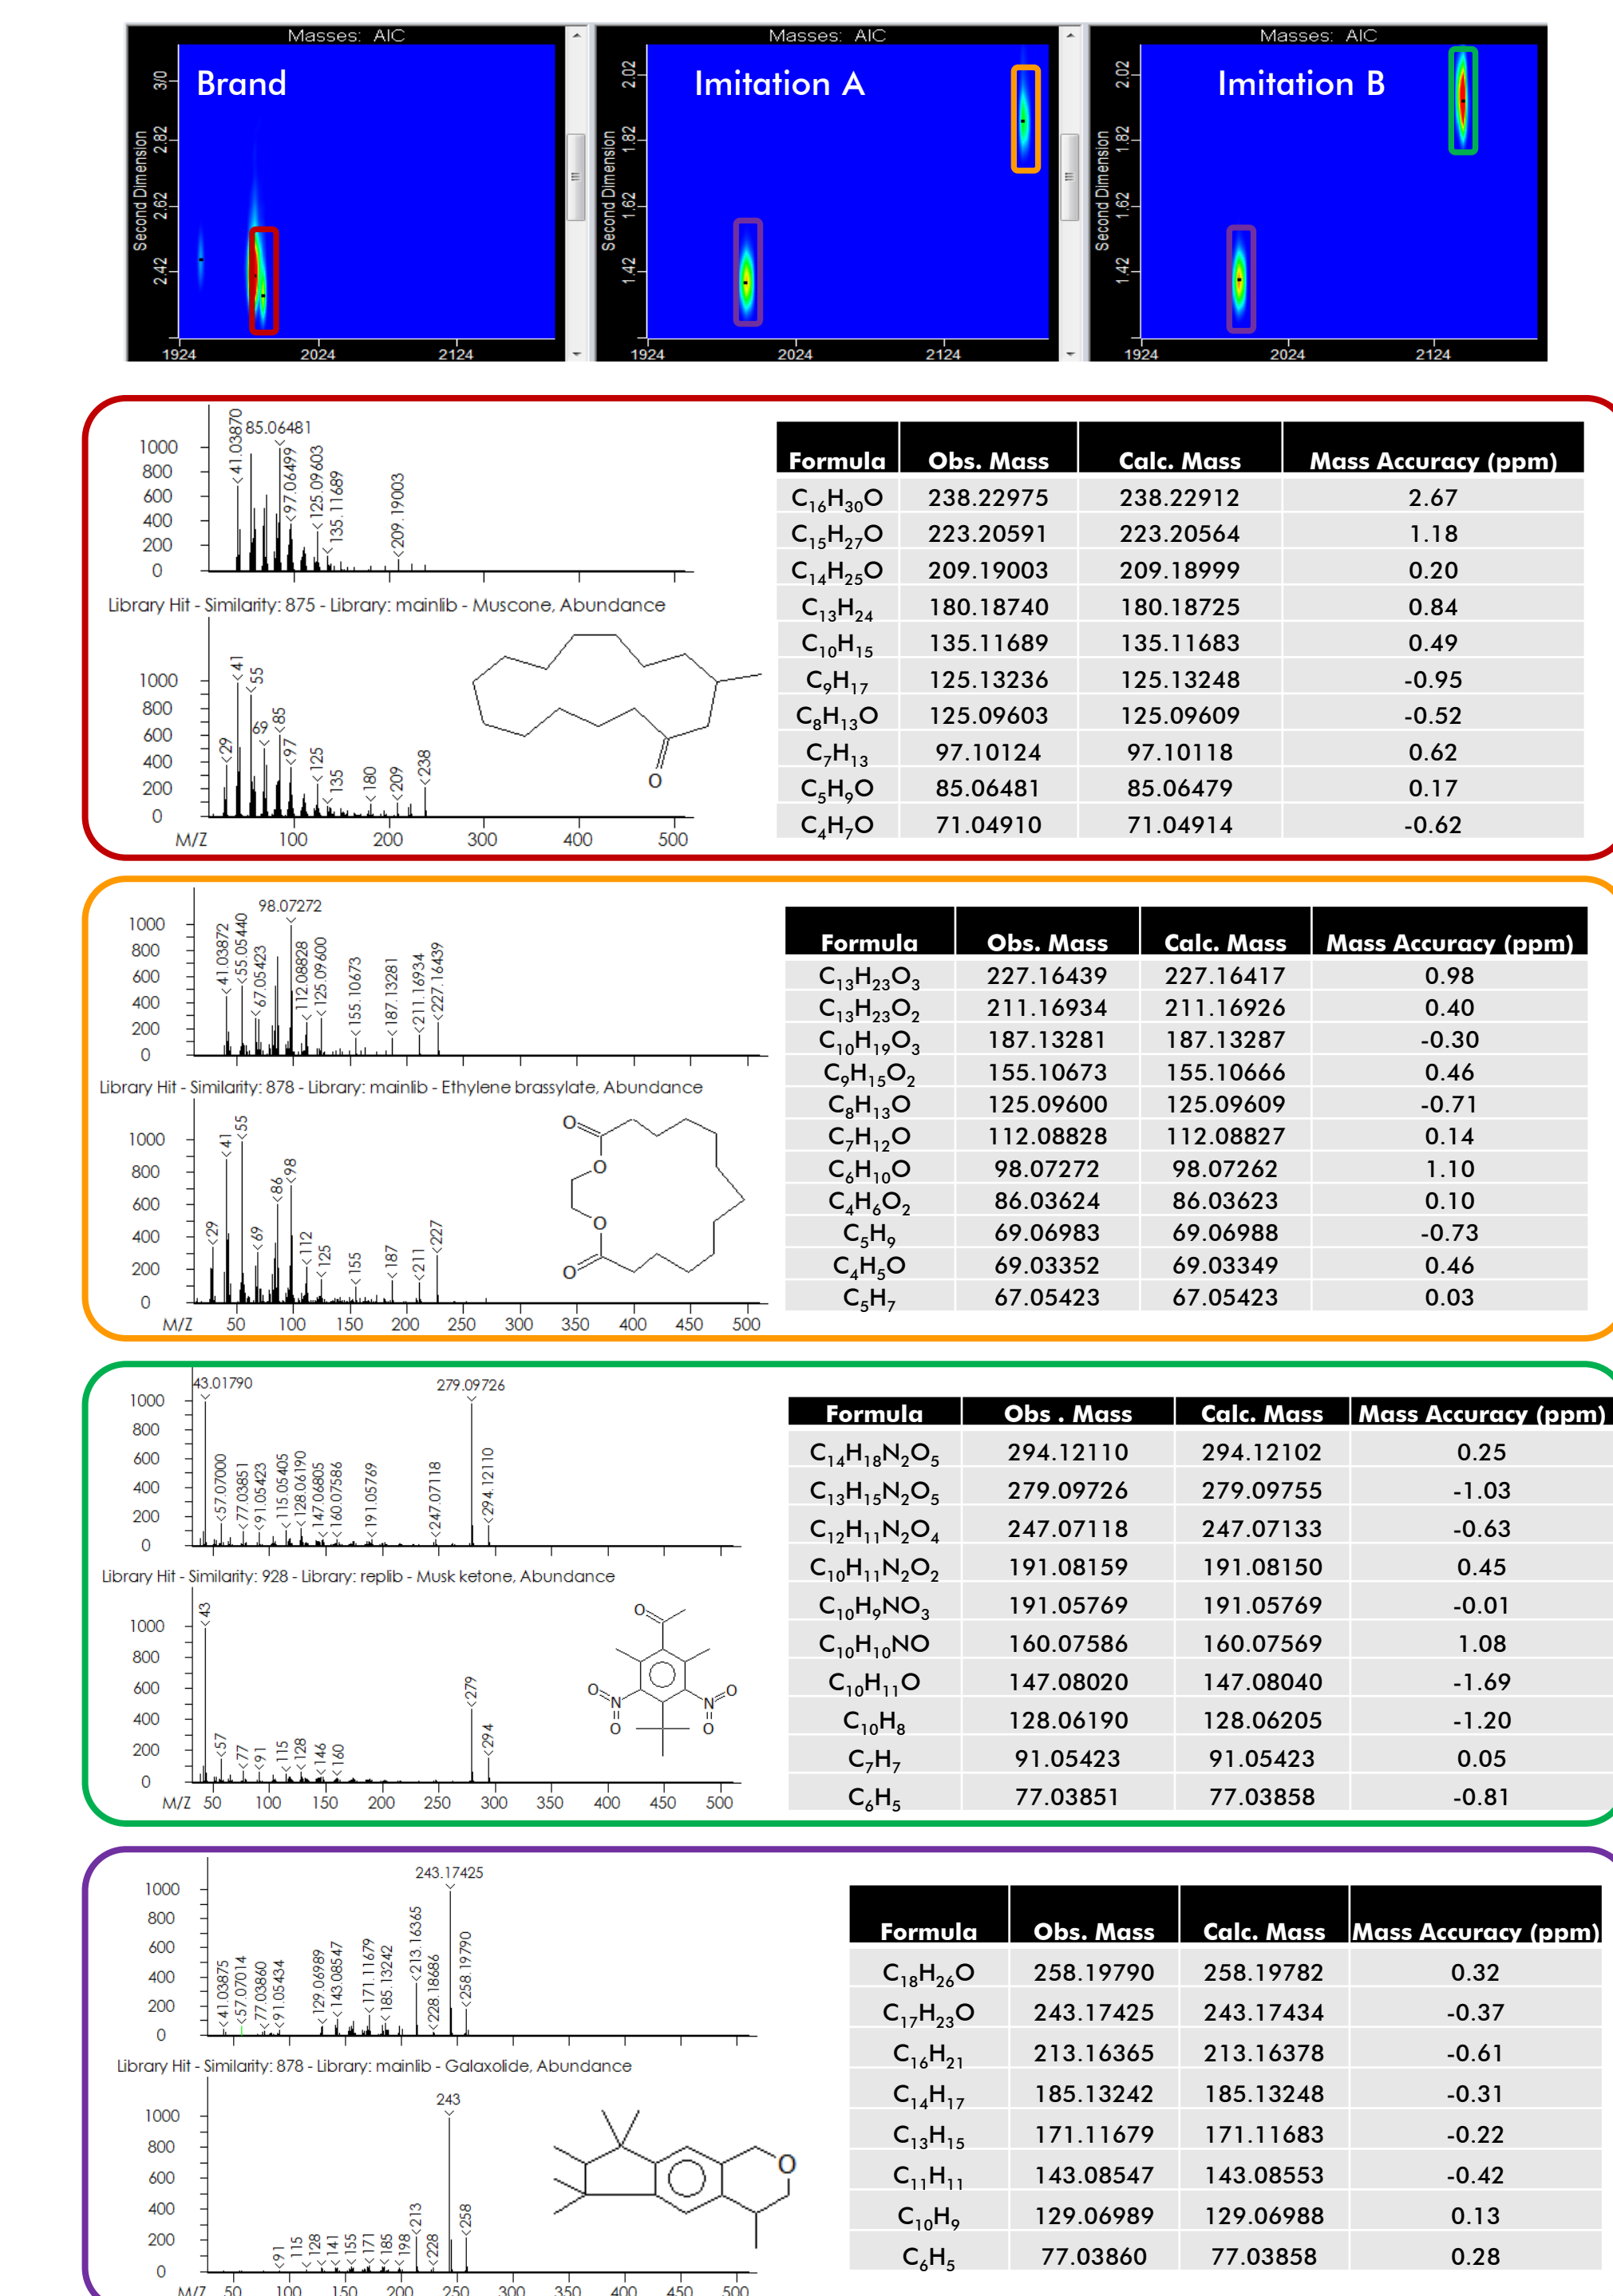 Masses: AIC
Masses: AIC
Masses: AIC
Brand
Imitation A
Imitation B
Second Dimension
3/0
2.82
2.62
2.42
1924 2024 2124
Second Dimension
2.02
1.82
1.62
1.42
1924 2024 2124
Second Dimension
2.02
1.82
1.62
1.42
1924 2024 2124
1000
800
600
400
200
0
41.03870
85.06481
97.06499
125.09603
135.11689
209.19003
Library Hit - Similarity: 875 - Library: mainlib - Muscone, Abundance
1000
800
600
400
200
0
29
41
55
69
85
97
125
135
180
209
238
O
M/Z 100 200 300 400 500
Formula Obs. Mass Calc. Mass Mass Accuracy (ppm)
C16H30O 238.22975 238.22912 2.67
C15H27O 223.20591 223.20564 1.18
C14H25O 209.19003 209.18999 0.20
C13H24 180.18740 180.18725 0.84
C10H15 135.11689 135.11683 0.49
C9H17 125.13236 125.13248 -0.95
C8H13O 125.09603 125.09609 -0.52
C7H13 97.10124 97.10118 0.62
C5H9O 85.06481 85.06479 0.17
C4H7O 71.04910 71.04914 -0.62
1000
800
600
400
200
0
41.03872
55.05440
67.05423
98.07272
112.08828
125.09600
155.10673
187.13281
211.16934
227.16439
Library Hit - Similarity: 878 - Library: mainlib - Ethylene brassylate, Abundance
1000
800
600
400
200
0
29
41
55
69
86
98
112
125
155
187
211
227
O
O
O
O
M/Z 50 100 150 200 250 300 350 400 450 500
Formula Obs. Mass Calc. Mass Mass Accuracy (ppm)
C13H23O3 227.16439 227.16417 0.98
C13H23O2 211.16934 211.16926 0.40
C10H19O3 187.13281 187.13287 -0.30
C9H15O2 155.10673 155.10666 0.46
C8H13O 125.09600 125.09609 -0.71
C7H12O 112.08828 112.08827 0.14
C6H10O 98.07272 98.07262 1.10
C4H6O2 86.03624 86.03623 0.10
C5H9 69.06983 69.06988 -0.73
C4H5O 69.03352 69.03349 0.46
C5H7 67.05423 67.05423 0.03
1000
800
600
400
200
0
43.01790
57.07000
77.03851
91.05423
115.05405
128.06190
147.06805
160.07586
191.05769
247.07118
279.09726
294.12110
Library Hit - Similarity: 928 - Library: replib - Musk ketone, Abundance
1000
800
600
400
200
0
43
57
77
91
115
128
146
160
279
294
O
O N O
N O
O
M/Z 50 100 150 200 250 300 350 400 450 500
Formula Obs . Mass Calc. Mass Mass Accuracy (ppm)
C14H18N2O5 294.12110 294.12102 0.25
C13H15N2O5 279.09726 279.09755 -1.03
C12H11N2O4 247.07118 247.07133 -0.63
C10H11N2O2 191.08159 191.08150 0.45
C10H9NO3 191.05769 191.05769 -0.01
C10H10NO 160.07586 160.07569 1.08
C10H11O 147.08020 147.08040 -1.69
C10H8 128.06190 128.06205 -1.20
C7H7 91.05423 91.05423 0.05
C6H5 77.03851 77.03858 -0.81
1000
800
600
400
200
0
41.03875
57.07014
77.03860
91.05434
129.06989
143.08547
171.11679
185.13242
213.16365
228.18686
243.17425
258.19790
Library Hit - Similarity: 878 - Library: mainlib - Galaxolide, Abundance
1000
800
600
400
200
0
91
115
128
141
155
171
185
198
213
228
243
258
O
M/Z 50 100 150 200 250 300 350 400 450 500
Formula Obs. Mass Calc. Mass Mass Accuracy (ppm)
C18H26O 258.19790 258.19782 0.32
C17H23O 243.17425 243.17434 -0.37
C16H21 213.16365 213.16378 -0.61
C14H17 185.13242 185.13248 -0.31
C13H15 171.11679 171.11683 -0.22
C11H11 143.08547 143.08553 -0.42
C10H9 129.06989 129.06988 0.13
C6H5 77.03860 77.03858 0.28